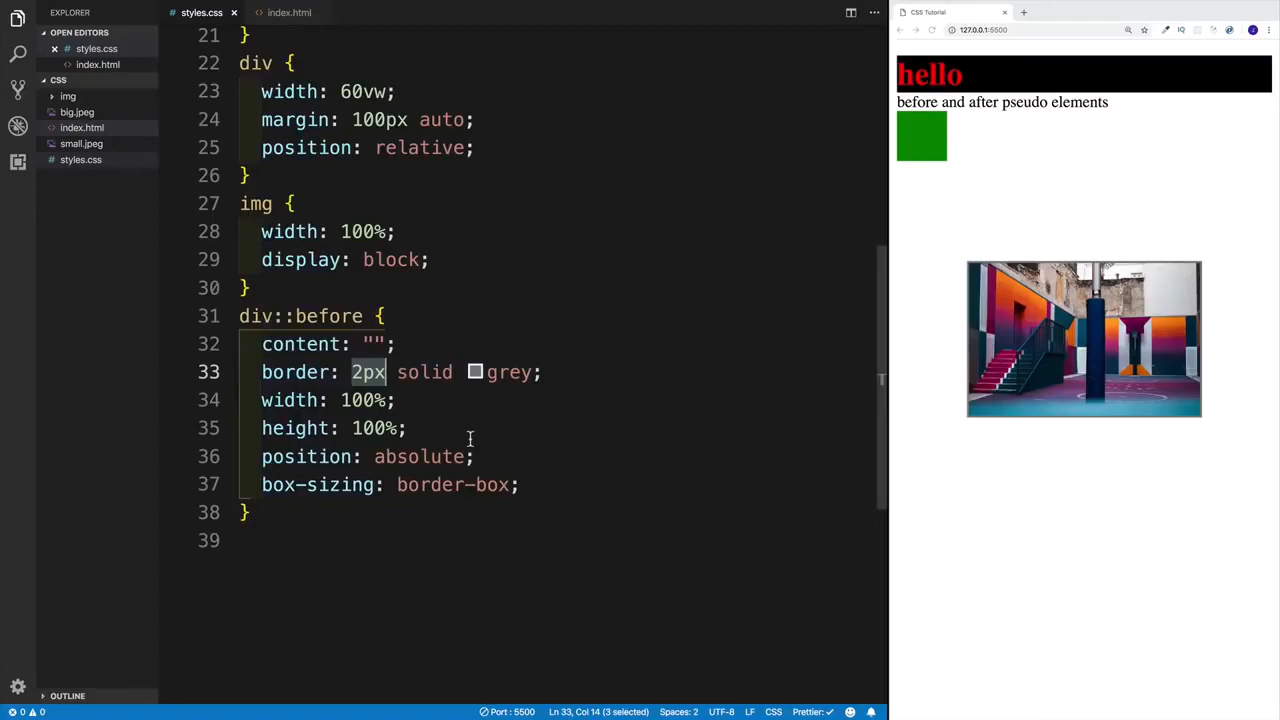 EXPLORER
OPEN EDITORS
styles.css
index.html
CSS
img
big.jpeg
index.html
small.jpeg
styles.css
OUTLINE
styles.css
index.html
21 }
22 div {
23 width: 60vw;
24 margin: 100px auto;
25 position: relative;
26 }
27 img {
28 width: 100%;
29 display: block;
30 }
31 div::before {
32 content: "";
33 border: 2px solid grey;
34 width: 100%;
35 height: 100%;
36 position: absolute;
37 box-sizing: border-box;
38 }
39
0 0
Port : 5500
Ln 33, Col 14 (3 selected)
Spaces: 2
UTF-8
LF
CSS
Prettier: ✓
CSS Tutorial
127.0.0.1:5500
IQ
J
hello
before and after pseudo elements